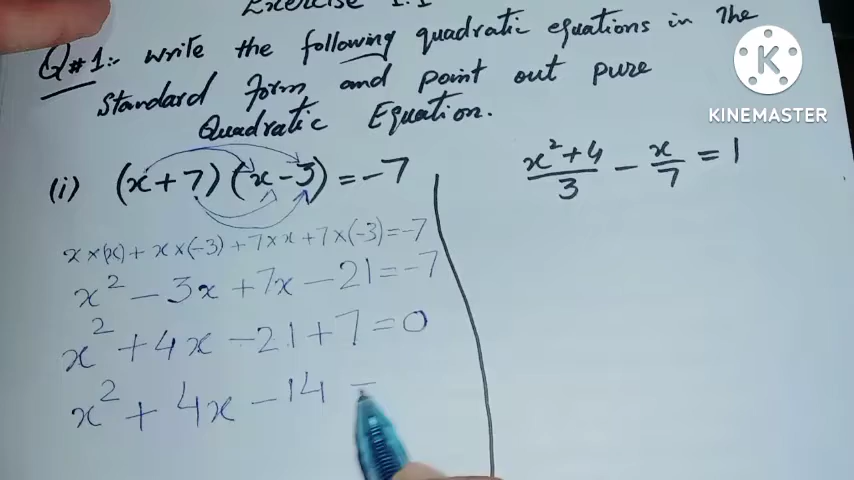 Exercise 1.1
Q#1:- Write the following quadratic equations in the
Standard form and point out pure
Quadratic Equation.
(i) (x+7)(x-3)=-7
x×(x)+x×(-3)+7×x+7×(-3)=-7
x²-3x+7x-21=-7
x²+4x-21+7=0
x²+4x-14=
(x²+4)/3 - x/7 = 1
K
KINEMASTER